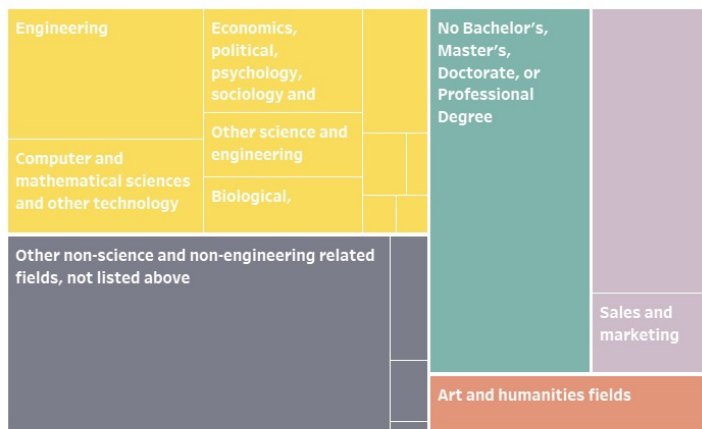 Engineering
Computer and
mathematical sciences
and other technology
Economics,
political,
psychology,
sociology and
Other science and
engineering
Biological,
Other non-science and non-engineering related
fields, not listed above
No Bachelor’s,
Master’s,
Doctorate, or
Professional
Degree
Sales and
marketing
Art and humanities fields